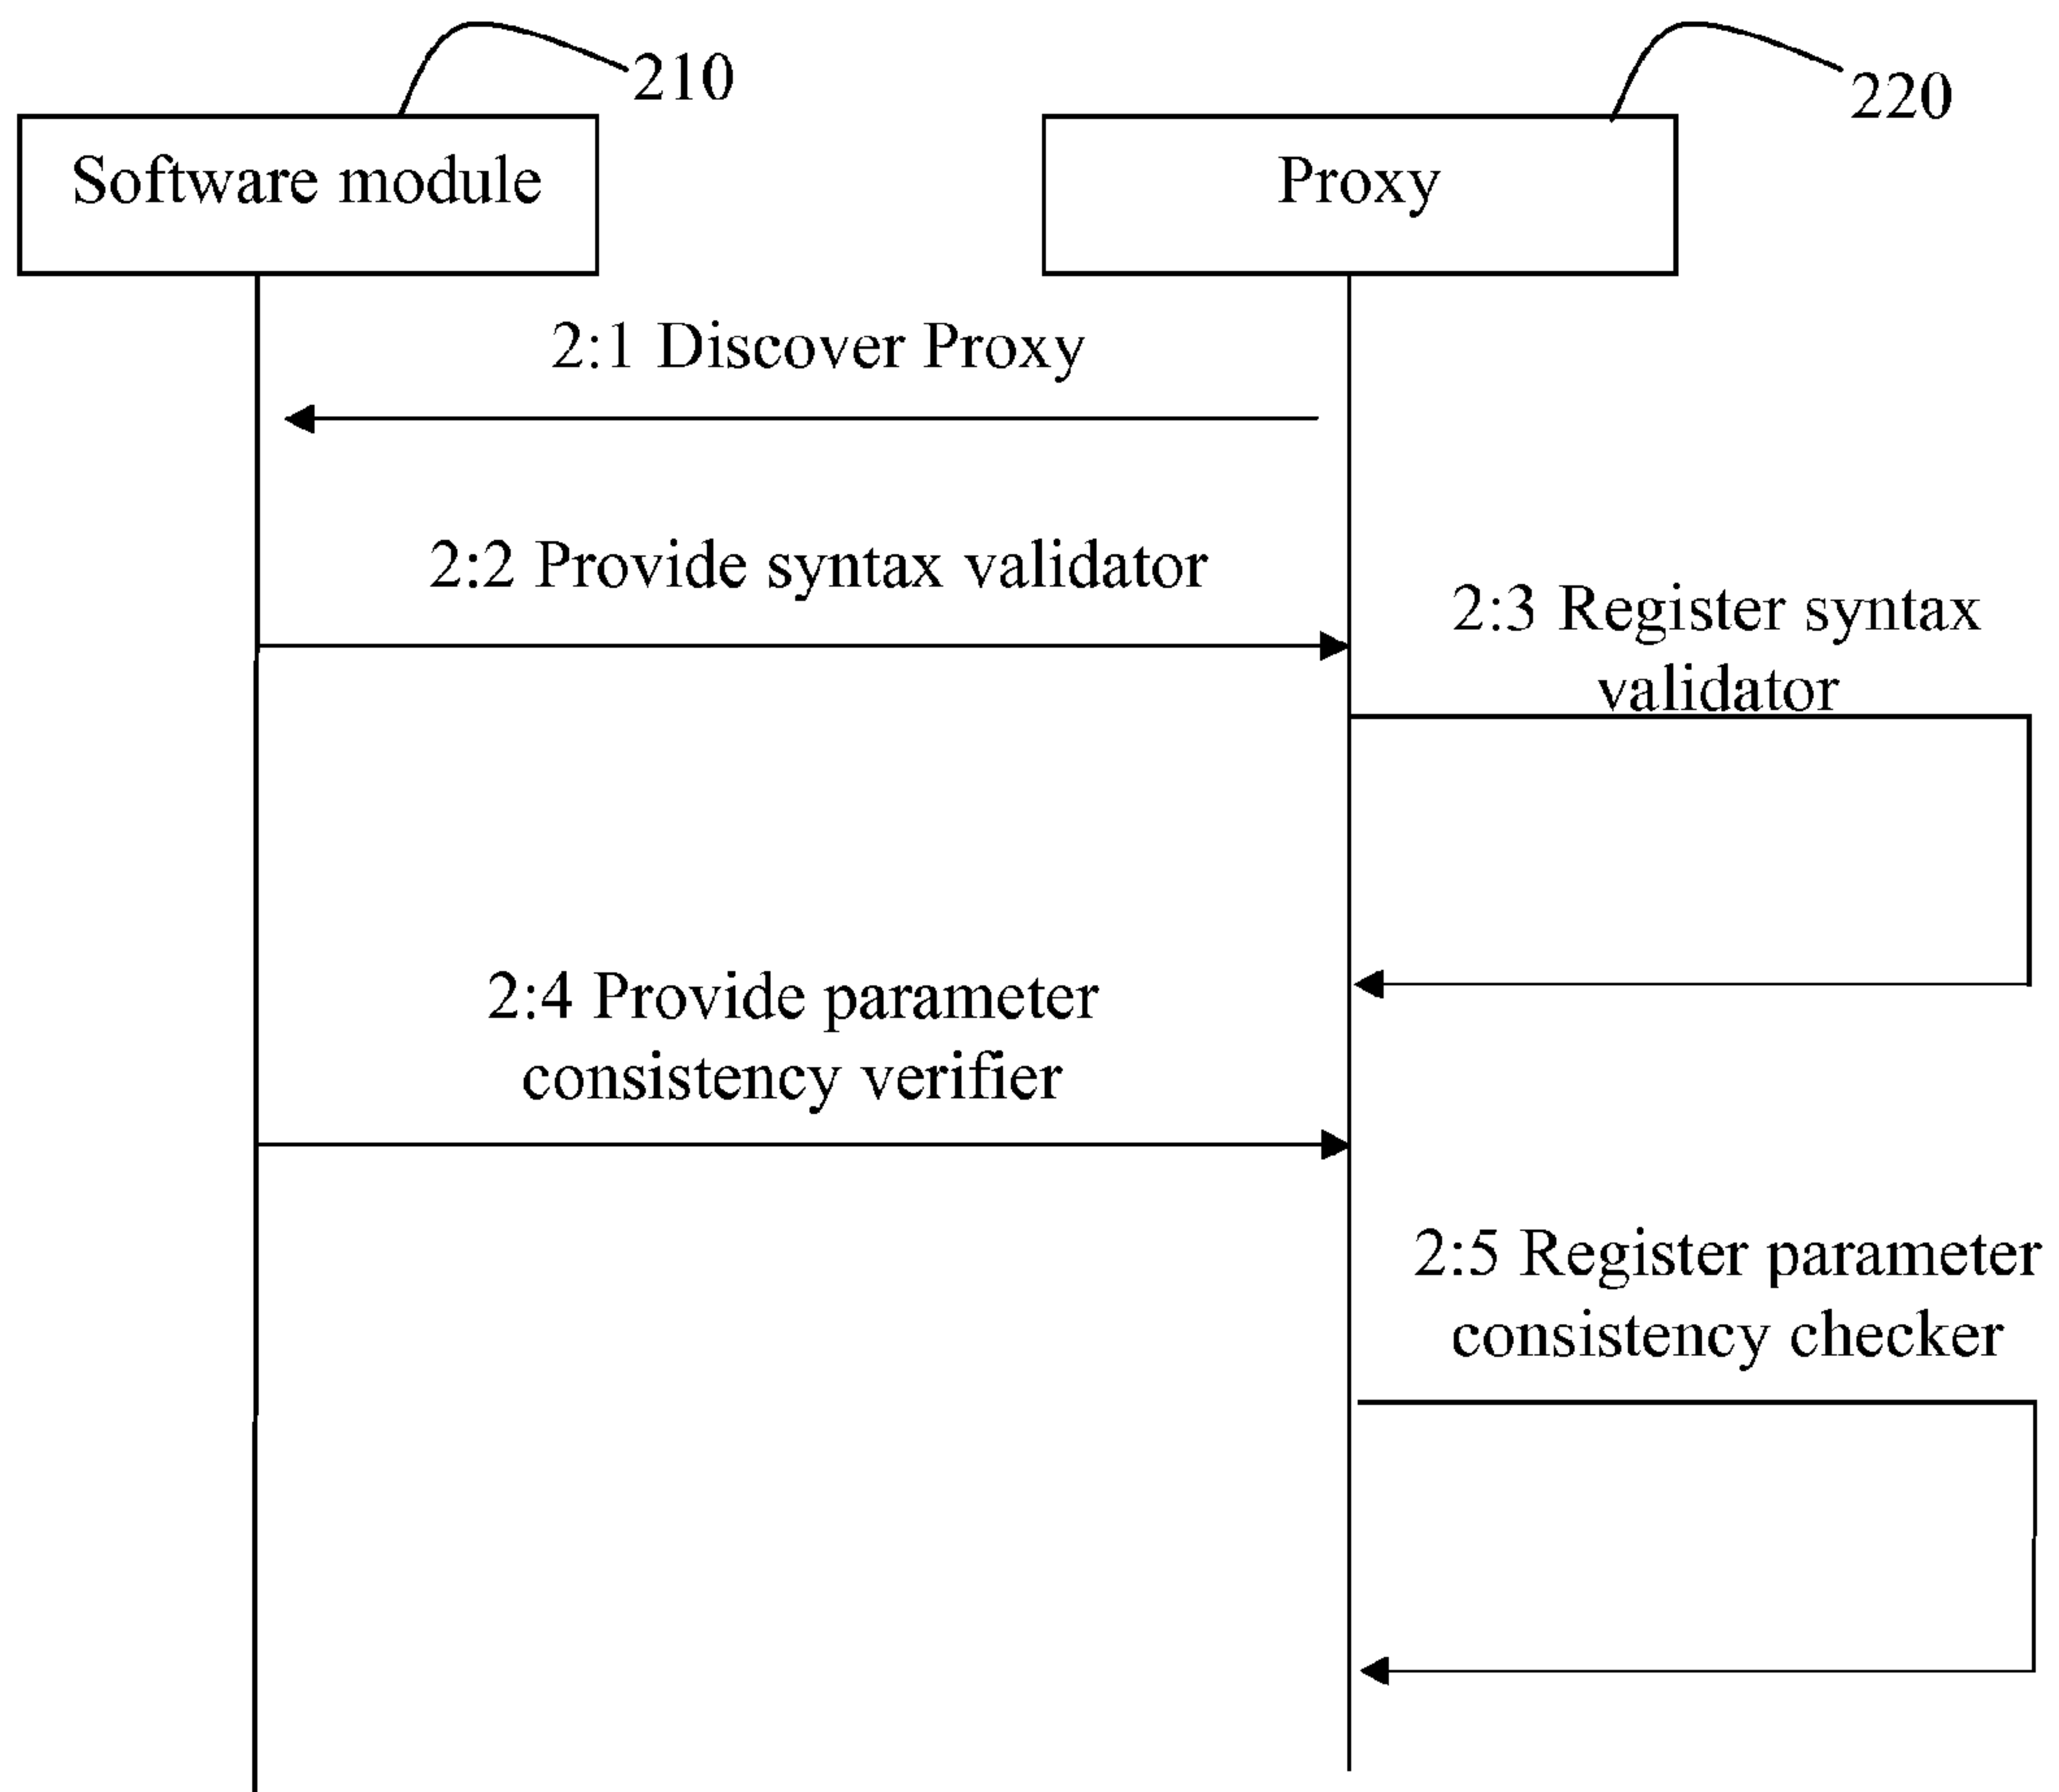 210
220
Software module
Proxy
2:1 Discover Proxy
2:2 Provide syntax validator
2:3 Register syntax
validator
2:4 Provide parameter
consistency verifier
2:5 Register parameter
consistency checker